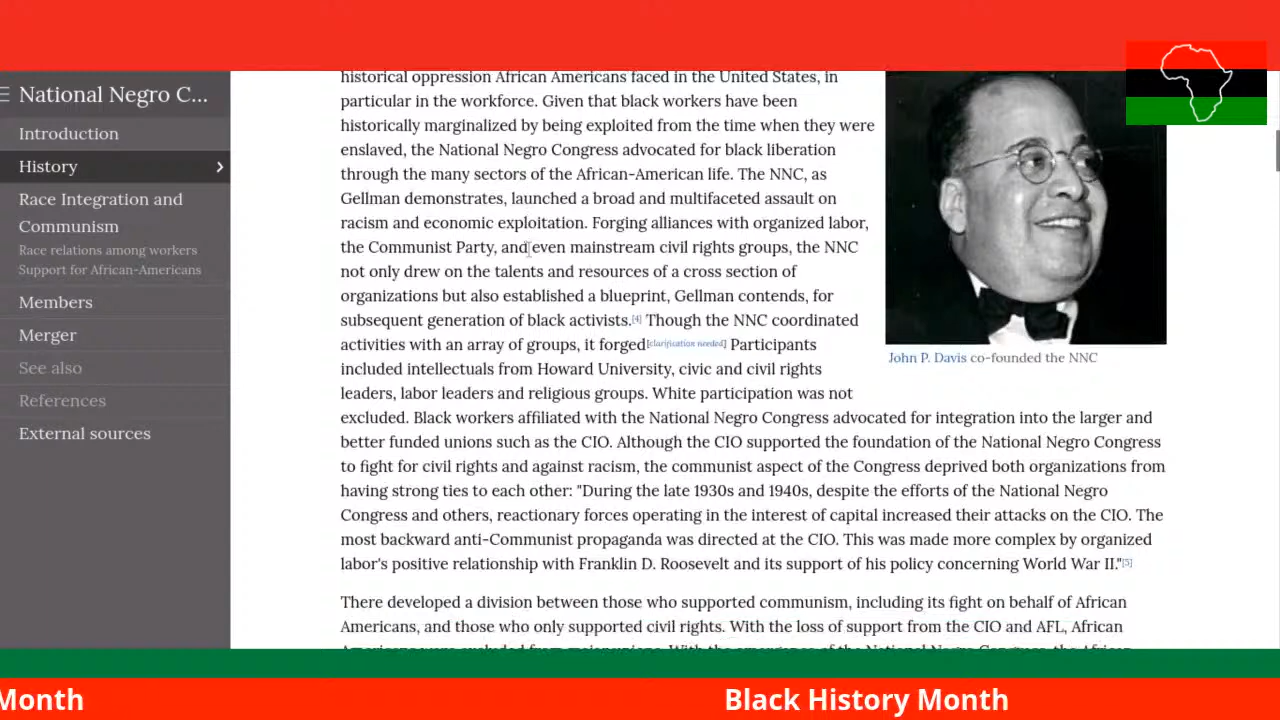 National Negro C...
Introduction
History
Race Integration and
Communism
Race relations among workers
Support for African-Americans
Members
Merger
See also
References
External sources
historical oppression African Americans faced in the United States, in
particular in the workforce. Given that black workers have been
historically marginalized by being exploited from the time when they were
enslaved, the National Negro Congress advocated for black liberation
through the many sectors of the African-American life. The NNC, as
Gellman demonstrates, launched a broad and multifaceted assault on
racism and economic exploitation. Forging alliances with organized labor,
the Communist Party, and even mainstream civil rights groups, the NNC
not only drew on the talents and resources of a cross section of
organizations but also established a blueprint, Gellman contends, for
subsequent generation of black activists.[4] Though the NNC coordinated
activities with an array of groups, it forged[clarification needed] Participants
included intellectuals from Howard University, civic and civil rights
leaders, labor leaders and religious groups. White participation was not
excluded. Black workers affiliated with the National Negro Congress advocated for integration into the larger and
better funded unions such as the CIO. Although the CIO supported the foundation of the National Negro Congress
to fight for civil rights and against racism, the communist aspect of the Congress deprived both organizations from
having strong ties to each other: "During the late 1930s and 1940s, despite the efforts of the National Negro
Congress and others, reactionary forces operating in the interest of capital increased their attacks on the CIO. The
most backward anti-Communist propaganda was directed at the CIO. This was made more complex by organized
labor's positive relationship with Franklin D. Roosevelt and its support of his policy concerning World War II."[5]
John P. Davis co-founded the NNC
There developed a division between those who supported communism, including its fight on behalf of African
Americans, and those who only supported civil rights. With the loss of support from the CIO and AFL, African
Month
Black History Month